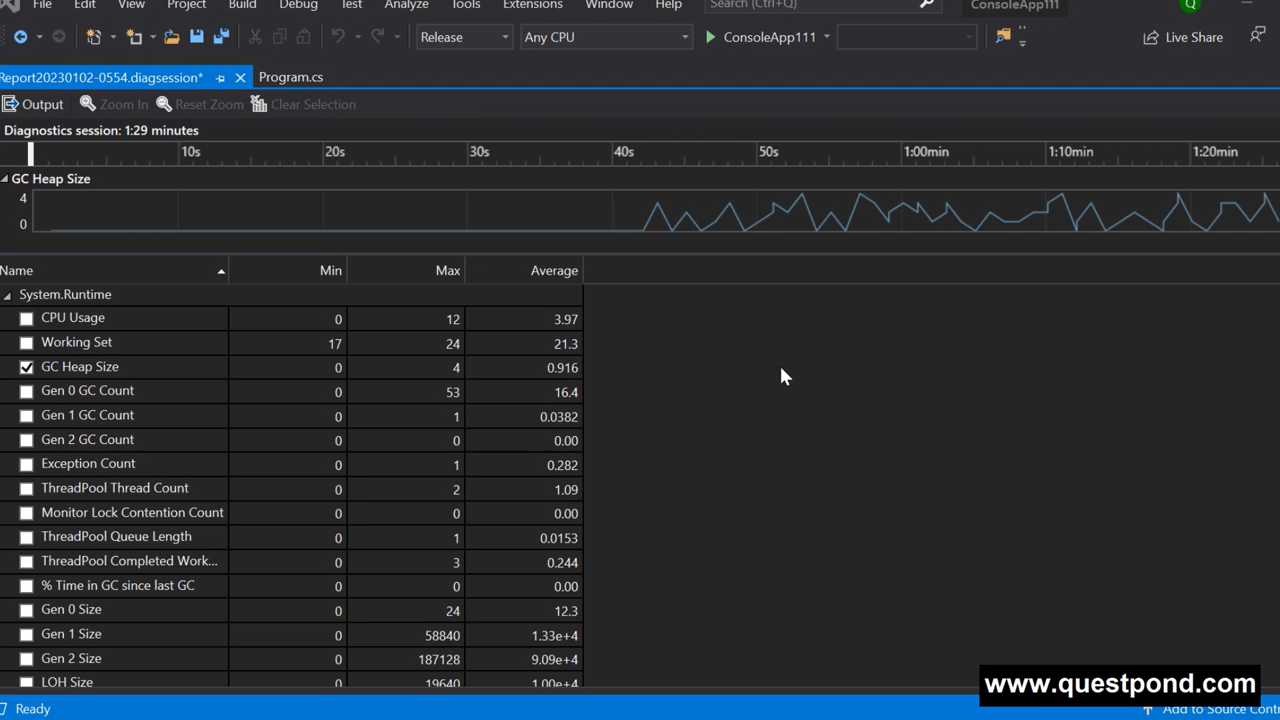 File Edit View Project Build Debug Test Analyze Tools Extensions Window Help Search (Ctrl+Q) ConsoleApp111 Q
Release Any CPU ConsoleApp111 Live Share
Report20230102-0554.diagsession* Program.cs
Output Zoom In Reset Zoom Clear Selection
Diagnostics session: 1:29 minutes
10s 20s 30s 40s 50s 1:00min 1:10min 1:20min
GC Heap Size
4
0
Name Min Max Average
System.Runtime
CPU Usage 0 12 3.97
Working Set 17 24 21.3
GC Heap Size 0 4 0.916
Gen 0 GC Count 0 53 16.4
Gen 1 GC Count 0 1 0.0382
Gen 2 GC Count 0 0 0.00
Exception Count 0 1 0.282
ThreadPool Thread Count 0 2 1.09
Monitor Lock Contention Count 0 0 0.00
ThreadPool Queue Length 0 1 0.0153
ThreadPool Completed Work... 0 3 0.244
% Time in GC since last GC 0 0 0.00
Gen 0 Size 0 24 12.3
Gen 1 Size 0 58840 1.33e+4
Gen 2 Size 0 187128 9.09e+4
LOH Size 0 19640 1.00e+4
www.questpond.com
Ready Add to Source Contr